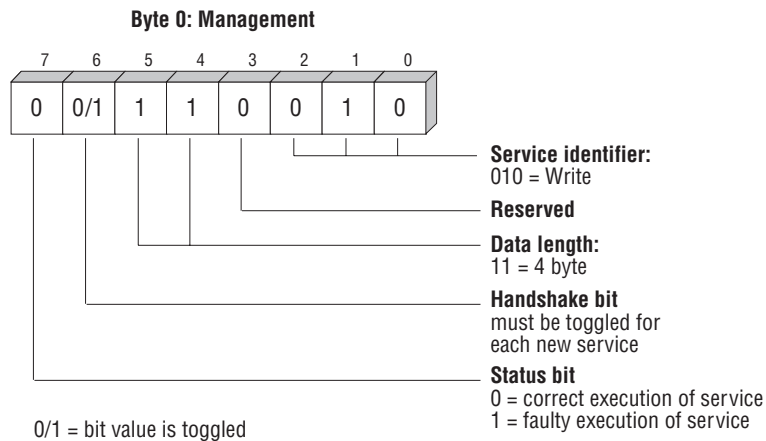 Byte 0: Management
7 6 5 4 3 2 1 0
0 0/1 1 1 0 0 1 0
Service identifier:
010 = Write
Reserved
Data length:
11 = 4 byte
Handshake bit
must be toggled for
each new service
Status bit
0 = correct execution of service
1 = faulty execution of service
0/1 = bit value is toggled